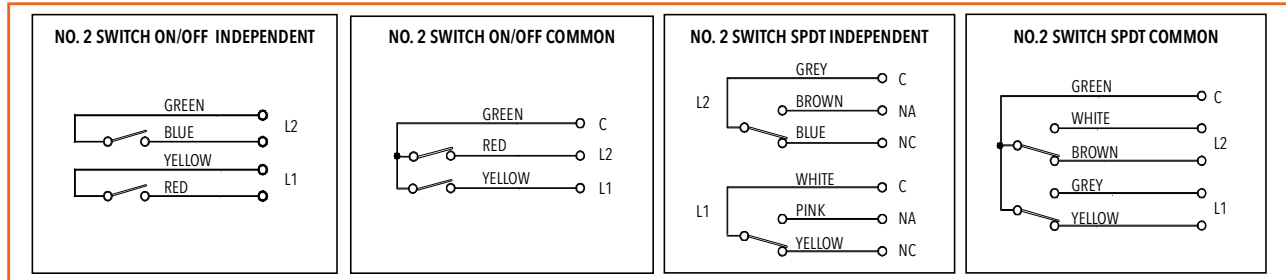 NO. 2 SWITCH ON/OFF INDEPENDENT
GREEN
L2
BLUE
YELLOW
L1
RED
NO. 2 SWITCH ON/OFF COMMON
GREEN
C
RED
L2
YELLOW
L1
NO. 2 SWITCH SPDT INDEPENDENT
GREY
C
L2
BROWN
NA
BLUE
NC
WHITE
C
L1
PINK
NA
YELLOW
NC
NO.2 SWITCH SPDT COMMON
GREEN
C
WHITE
L2
BROWN
GREY
L1
YELLOW